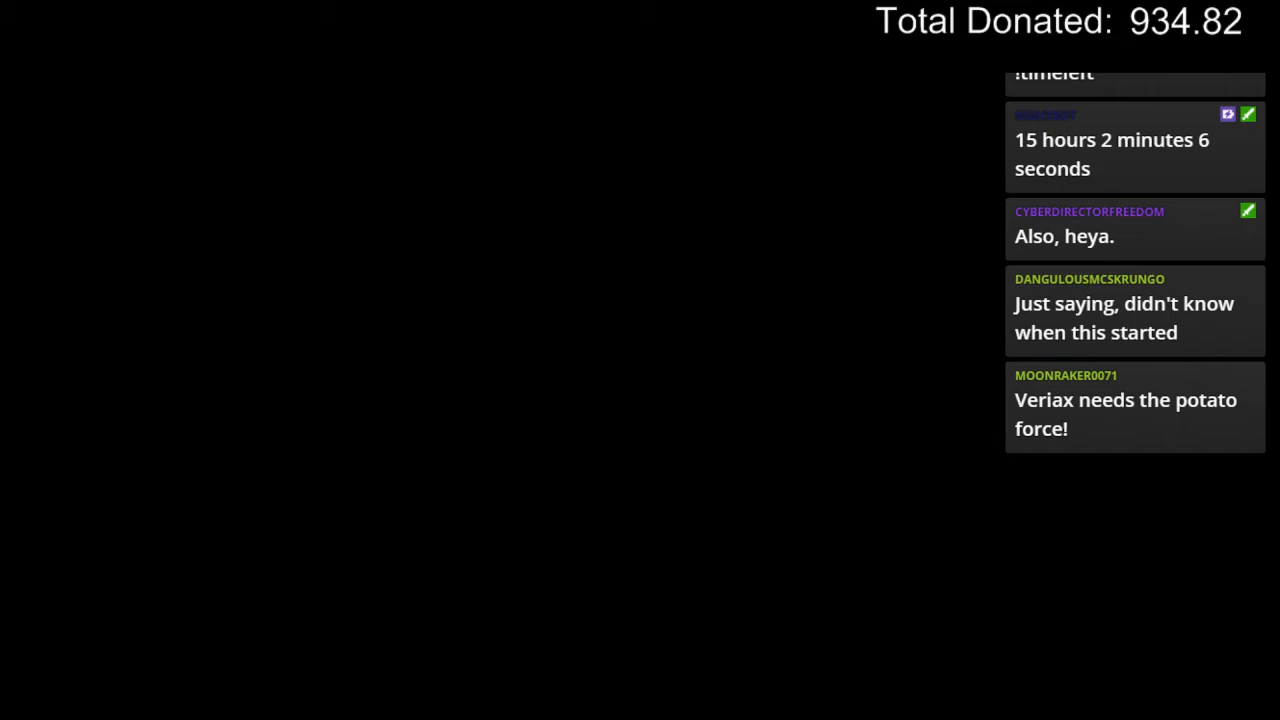 Total Donated: 934.82
!timeleft
15 hours 2 minutes 6
seconds
CYBERDIRECTORFREEDOM
Also, heya.
DANGULOUSMCSKRUNGO
Just saying, didn't know
when this started
MOONRAKER0071
Veriax needs the potato
force!